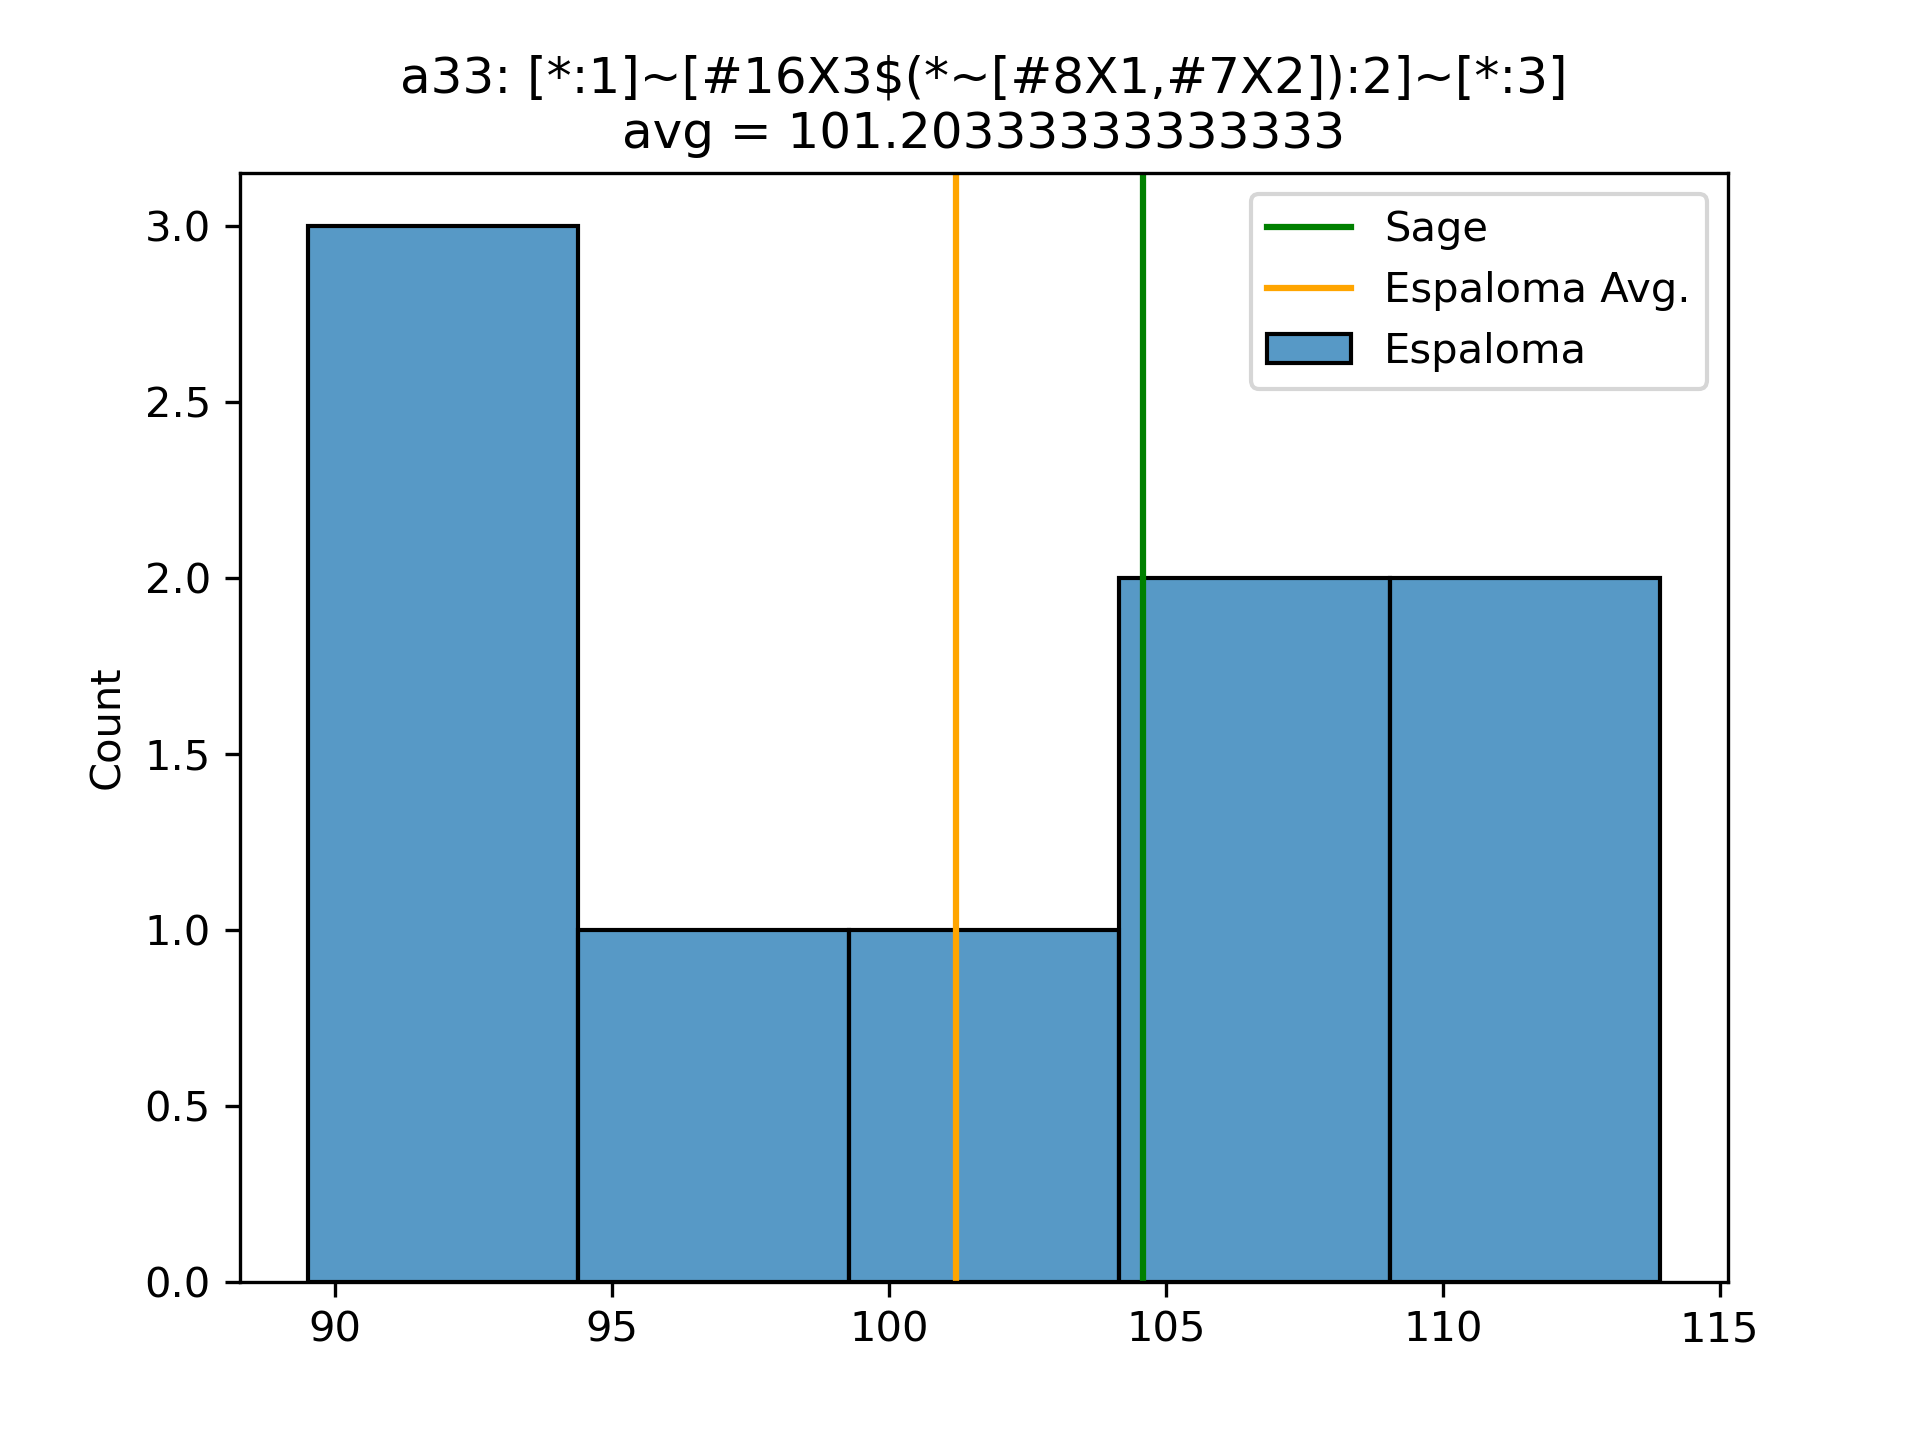 a33: [*:1]~[#16X3$(*~[#8X1,#7X2]):2]~[*:3]
avg = 101.20333333333333
Sage
Espaloma Avg.
Espaloma
Count
3.0
2.5
2.0
1.5
1.0
0.5
0.0
90
95
100
105
110
115